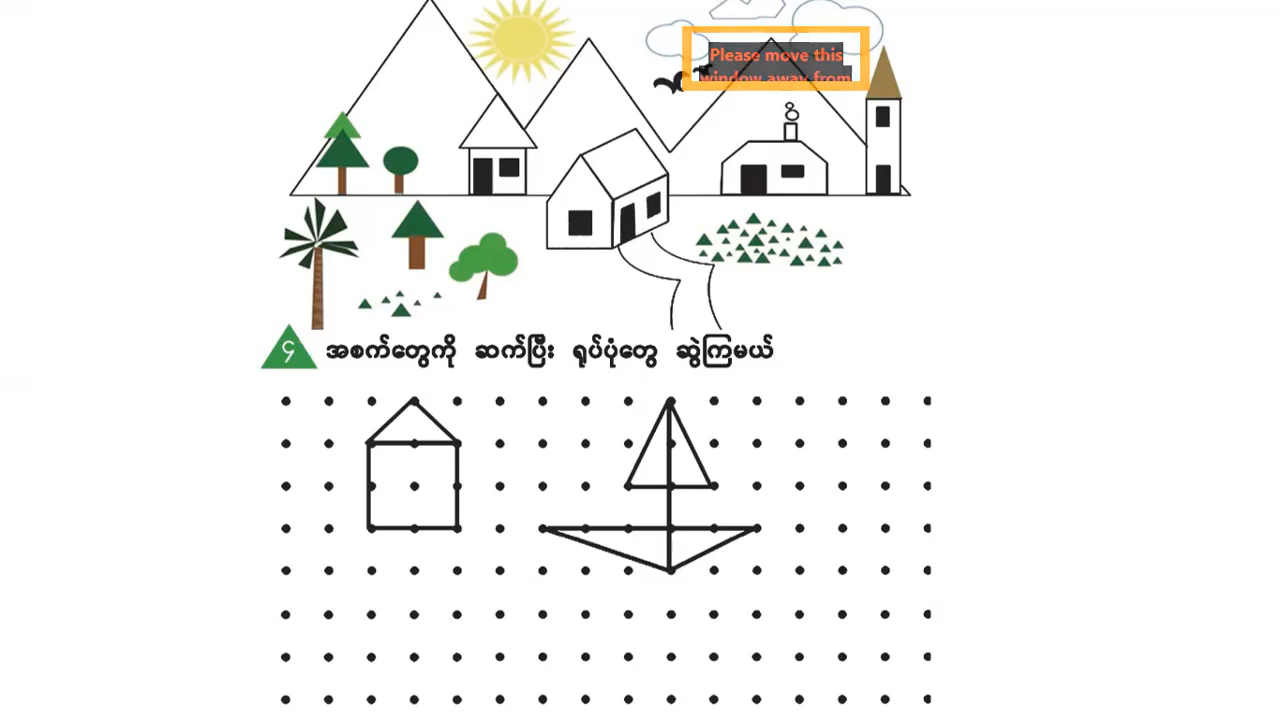 Please move this
window away from
၄ အစက်တွေကို ဆက်ပြီး ရုပ်ပုံတွေ ဆွဲကြမယ်